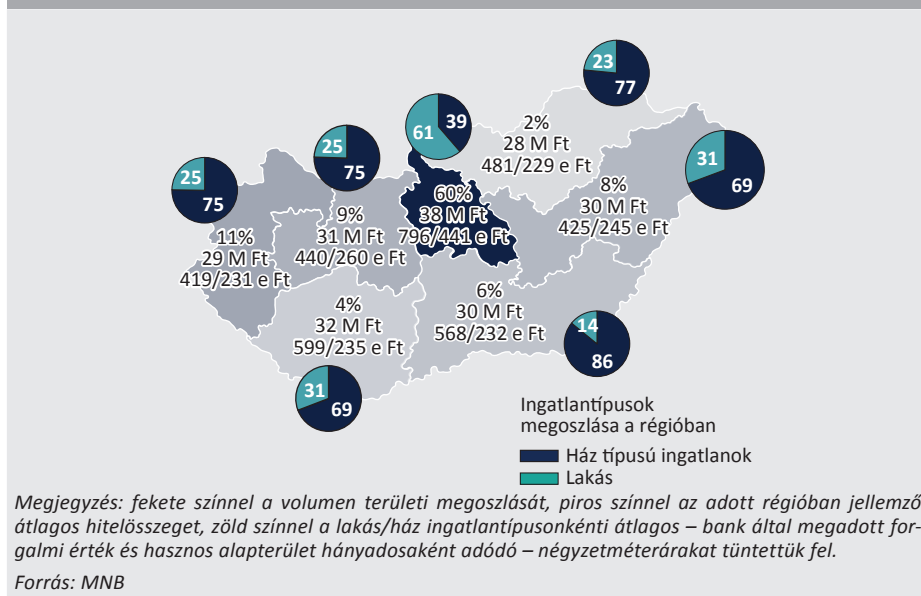 23
77
61
39
2%
28 M Ft
481/229 e Ft
25
75
31
69
25
75
60%
38 M Ft
796/441 e Ft
8%
30 M Ft
425/245 e Ft
9%
31 M Ft
440/260 e Ft
11%
29 M Ft
419/231 e Ft
6%
30 M Ft
568/232 e Ft
4%
32 M Ft
599/235 e Ft
14
86
31
69
Ingatlantípusok
megoszlása a régióban
Ház típusú ingatlanok
Lakás
Megjegyzés: fekete színnel a volumen területi megoszlását, piros színnel az adott régióban jellemző
átlagos hitelösszeget, zöld színnel a lakás/ház ingatlantípusonkénti átlagos – bank által megadott for-
galmi érték és hasznos alapterület hányadosaként adódó – négyzetméterárakat tüntettük fel.
Forrás: MNB